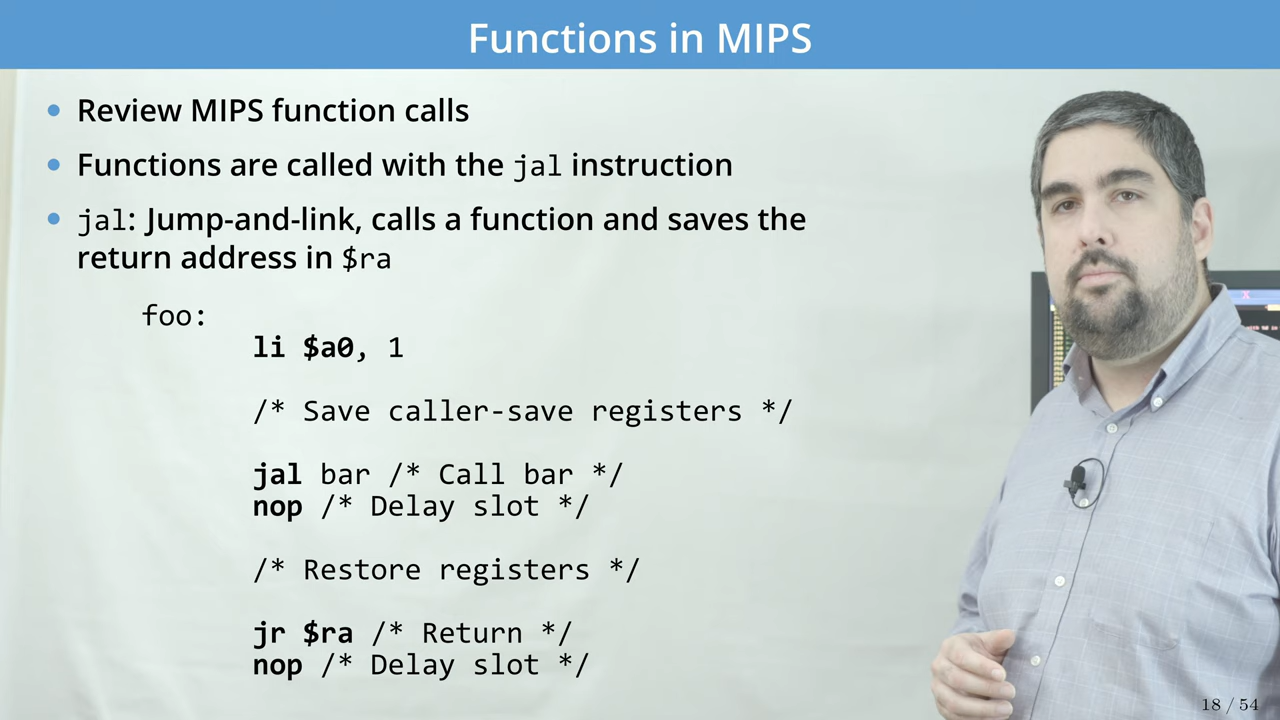 Functions in MIPS
Review MIPS function calls
Functions are called with the jal instruction
jal: Jump-and-link, calls a function and saves the
return address in $ra
foo:
li $a0, 1
/* Save caller-save registers */
jal bar /* Call bar */
nop /* Delay slot */
/* Restore registers */
jr $ra /* Return */
nop /* Delay slot */
18 / 54